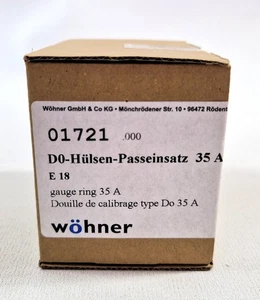 Wöhner GmbH & Co KG • Mönchrödener Str. 10 • 96472 Rödent
01721 .000
D0-Hülsen-Passeinsatz 35 A
E 18
gauge ring 35 A
Douille de calibrage type Do 35 A
wöhner